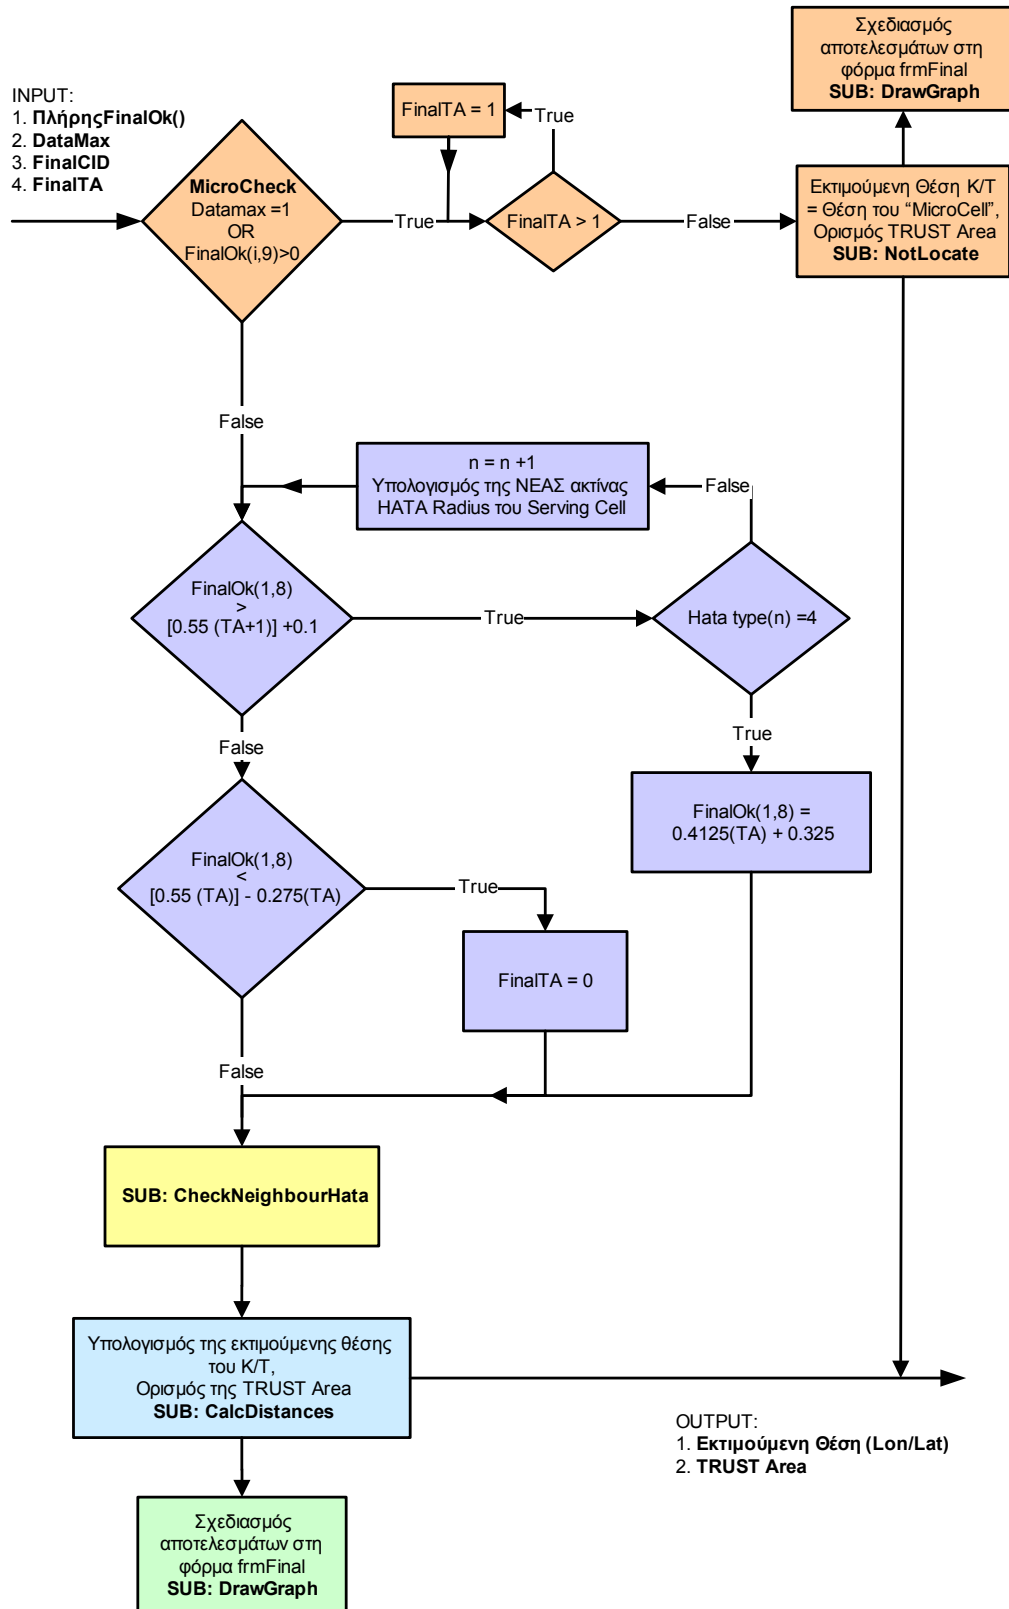 INPUT:
1. ΠλήρηςFinalOk()
2. DataMax
3. FinalCID
4. FinalTA
MicroCheck
Datamax =1
OR
FinalOk(i,9)>0
True
FinalTA = 1
True
FinalTA > 1
False
Σχεδιασμός
αποτελεσμάτων στη
φόρμα frmFinal
SUB: DrawGraph
Εκτιμούμενη Θέση Κ/Τ
= Θέση του “MicroCell”,
Ορισμός TRUST Area
SUB: NotLocate
False
n = n +1
Υπολογισμός της ΝΕΑΣ ακτίνας
HATA Radius του Serving Cell
False
FinalOk(1,8)
>
[0.55 (TA+1)] +0.1
True
Hata type(n) =4
True
False
FinalOk(1,8) =
0.4125(TA) + 0.325
FinalOk(1,8)
<
[0.55 (TA)] - 0.275(TA)
True
FinalTA = 0
False
SUB: CheckNeighbourHata
Υπολογισμός της εκτιμούμενης θέσης
του Κ/Τ,
Ορισμός της TRUST Area
SUB: CalcDistances
OUTPUT:
1. Εκτιμούμενη Θέση (Lon/Lat)
2. TRUST Area
Σχεδιασμός
αποτελεσμάτων στη
φόρμα frmFinal
SUB: DrawGraph